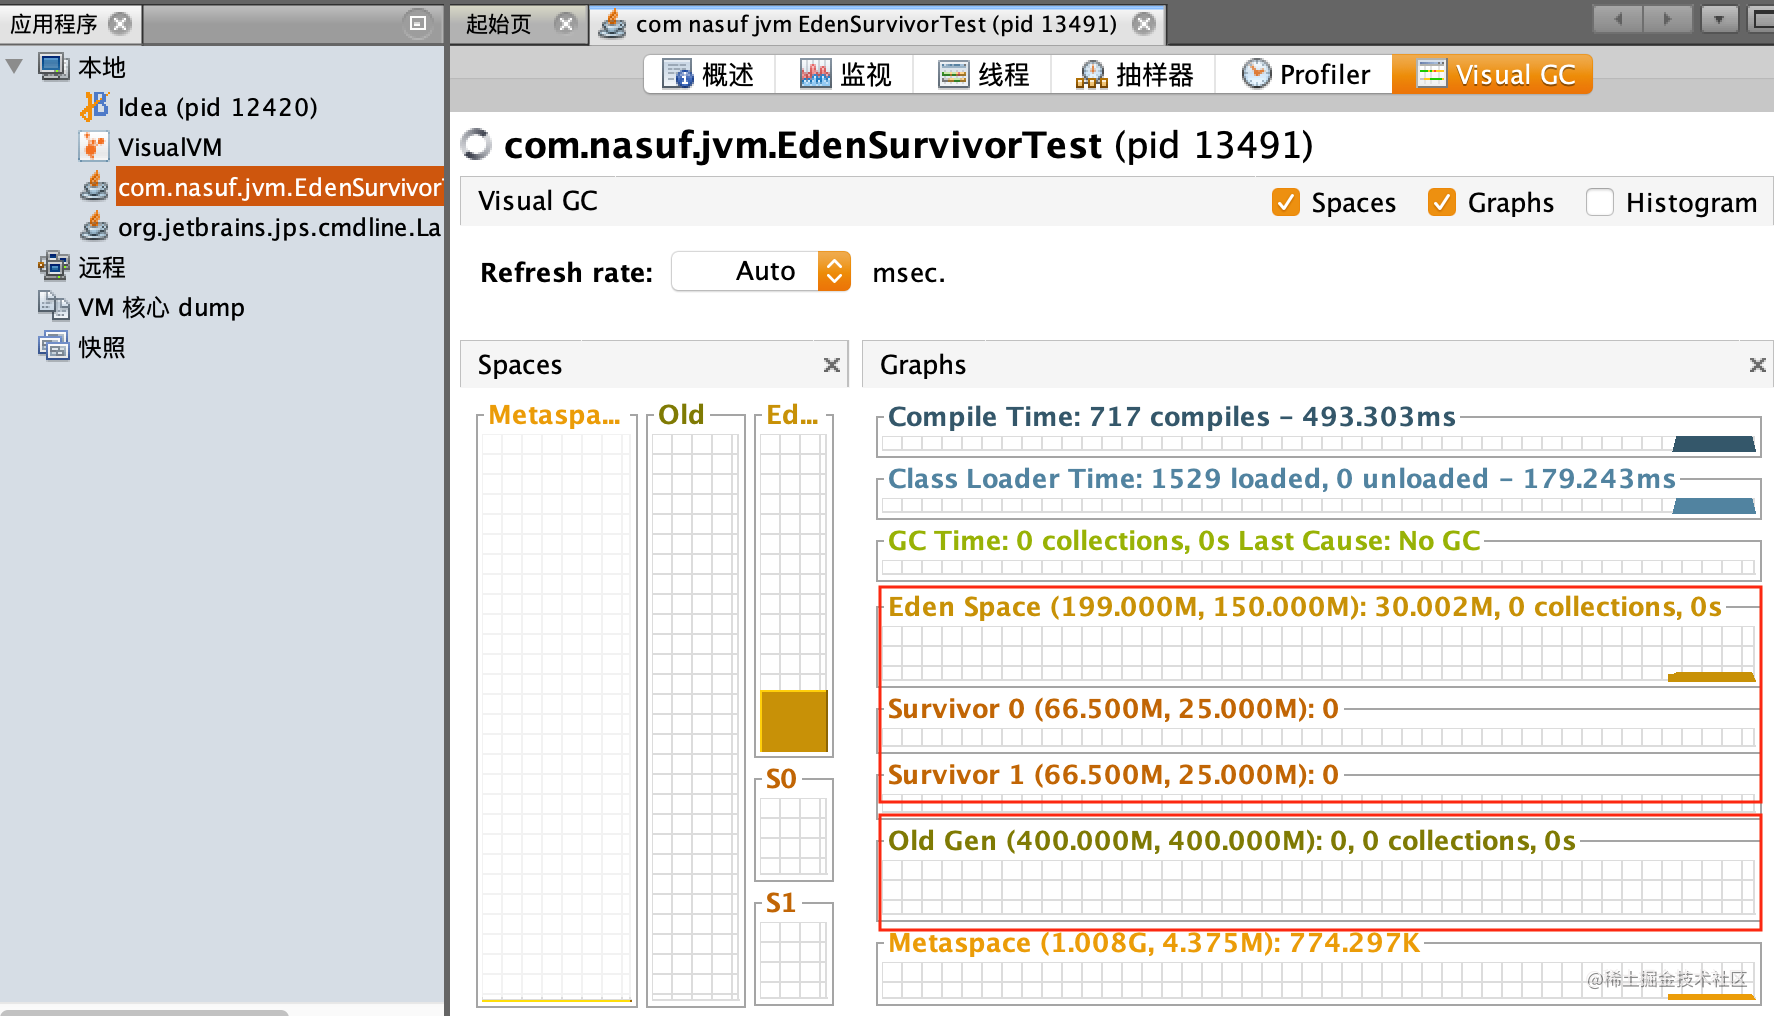 应用程序
起始页
com nasuf jvm EdenSurvivorTest (pid 13491)
本地
Idea (pid 12420)
VisualVM
com.nasuf.jvm.EdenSurvivor
org.jetbrains.jps.cmdline.La
远程
VM 核心 dump
快照
概述
监视
线程
抽样器
Profiler
Visual GC
com.nasuf.jvm.EdenSurvivorTest (pid 13491)
Visual GC
Spaces
Graphs
Histogram
Refresh rate:
Auto
msec.
Spaces
Metaspa...
Old
Ed...
S0
S1
Graphs
Compile Time: 717 compiles - 493.303ms
Class Loader Time: 1529 loaded, 0 unloaded - 179.243ms
GC Time: 0 collections, 0s Last Cause: No GC
Eden Space (199.000M, 150.000M): 30.002M, 0 collections, 0s
Survivor 0 (66.500M, 25.000M): 0
Survivor 1 (66.500M, 25.000M): 0
Old Gen (400.000M, 400.000M): 0, 0 collections, 0s
Metaspace (1.008G, 4.375M): 774.297K
@稀土掘金技术社区